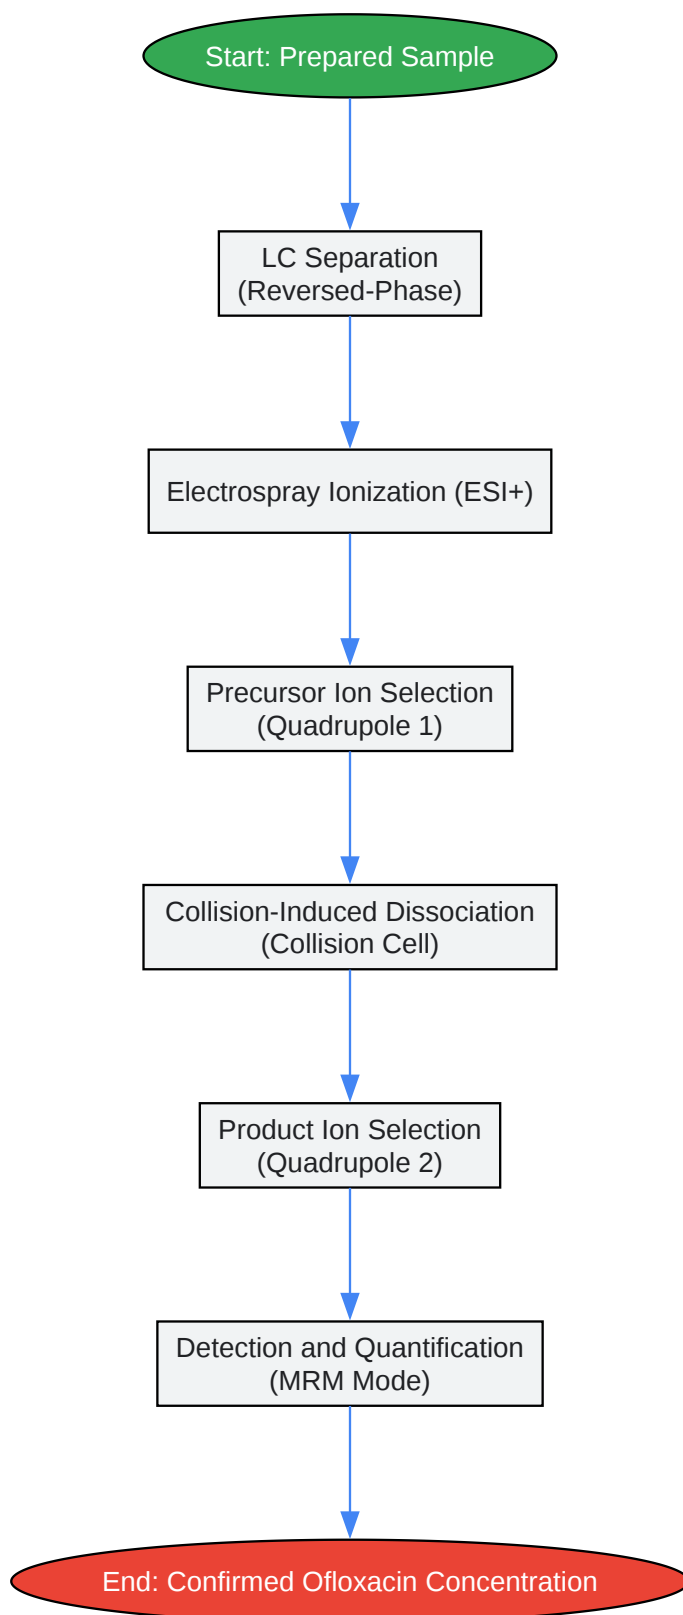 Start: Prepared Sample
LC Separation
(Reversed-Phase)
Electrospray Ionization (ESI+)
Precursor Ion Selection
(Quadrupole 1)
Collision-Induced Dissociation
(Collision Cell)
Product Ion Selection
(Quadrupole 2)
Detection and Quantification
(MRM Mode)
End: Confirmed Ofloxacin Concentration